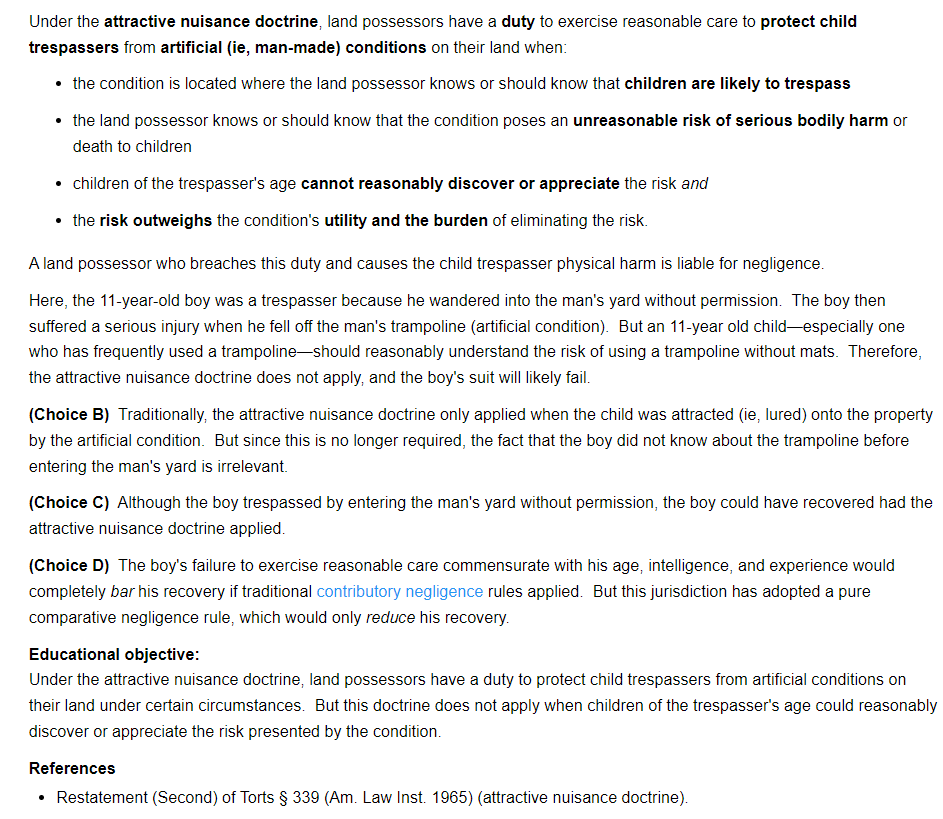 Under the attractive nuisance doctrine, land possessors have a duty to exercise reasonable care to protect child
trespassers from artificial (ie, man-made) conditions on their land when:
• the condition is located where the land possessor knows or should know that children are likely to trespass
• the land possessor knows or should know that the condition poses an unreasonable risk of serious bodily harm or
death to children
• children of the trespasser's age cannot reasonably discover or appreciate the risk and
• the risk outweighs the condition's utility and the burden of eliminating the risk.
A land possessor who breaches this duty and causes the child trespasser physical harm is liable for negligence.
Here, the 11-year-old boy was a trespasser because he wandered into the man's yard without permission.  The boy then
suffered a serious injury when he fell off the man's trampoline (artificial condition).  But an 11-year old child—especially one
who has frequently used a trampoline—should reasonably understand the risk of using a trampoline without mats.  Therefore,
the attractive nuisance doctrine does not apply, and the boy's suit will likely fail.
(Choice B)  Traditionally, the attractive nuisance doctrine only applied when the child was attracted (ie, lured) onto the property
by the artificial condition.  But since this is no longer required, the fact that the boy did not know about the trampoline before
entering the man's yard is irrelevant.
(Choice C)  Although the boy trespassed by entering the man's yard without permission, the boy could have recovered had the
attractive nuisance doctrine applied.
(Choice D)  The boy's failure to exercise reasonable care commensurate with his age, intelligence, and experience would
completely bar his recovery if traditional contributory negligence rules applied.  But this jurisdiction has adopted a pure
comparative negligence rule, which would only reduce his recovery.
Educational objective:
Under the attractive nuisance doctrine, land possessors have a duty to protect child trespassers from artificial conditions on
their land under certain circumstances.  But this doctrine does not apply when children of the trespasser's age could reasonably
discover or appreciate the risk presented by the condition.
References
• Restatement (Second) of Torts § 339 (Am. Law Inst. 1965) (attractive nuisance doctrine).